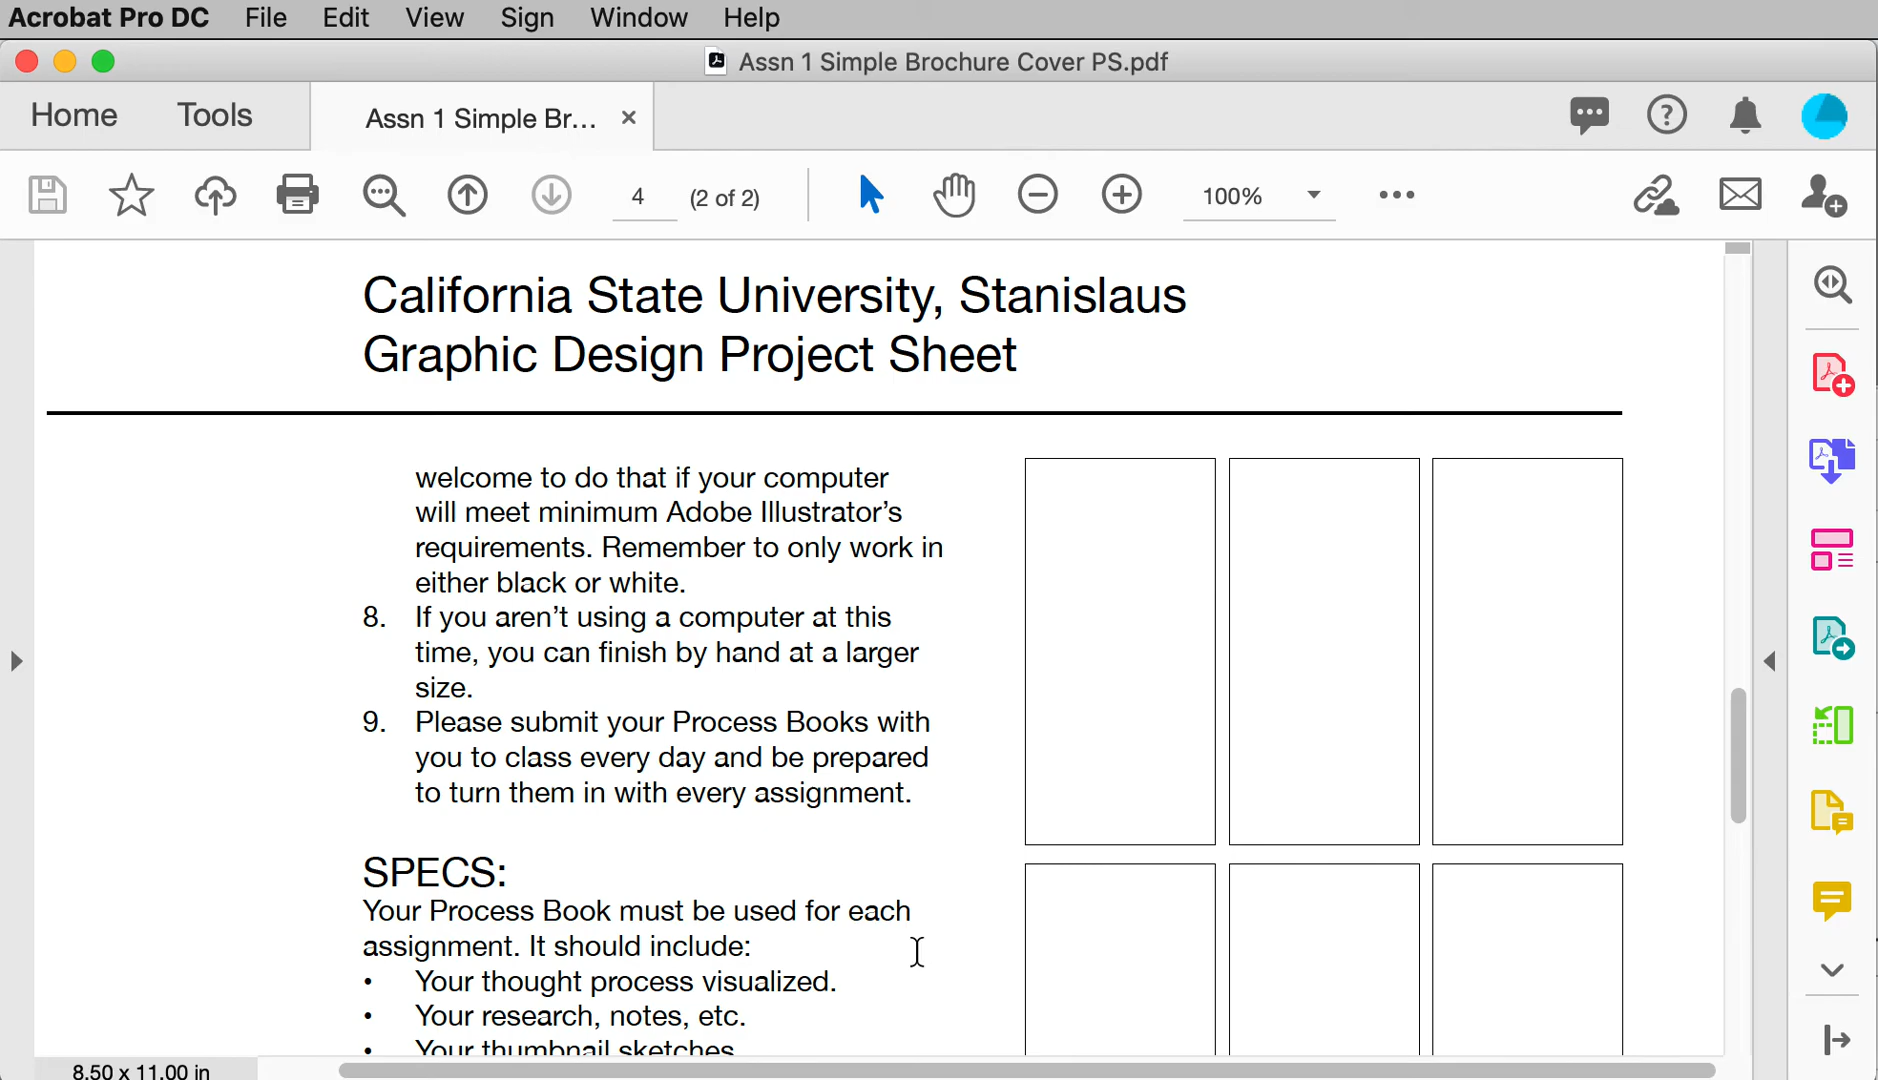 Acrobat Pro DC File Edit View Sign Window Help
Assn 1 Simple Brochure Cover PS.pdf
Home Tools Assn 1 Simple Br... ×
4 (2 of 2) 100%
California State University, Stanislaus
Graphic Design Project Sheet
welcome to do that if your computer
will meet minimum Adobe Illustrator’s
requirements. Remember to only work in
either black or white.
8. If you aren’t using a computer at this
time, you can finish by hand at a larger
size.
9. Please submit your Process Books with
you to class every day and be prepared
to turn them in with every assignment.
SPECS:
Your Process Book must be used for each
assignment. It should include:
• Your thought process visualized.
• Your research, notes, etc.
• Your thumbnail sketches
8.50 x 11.00 in